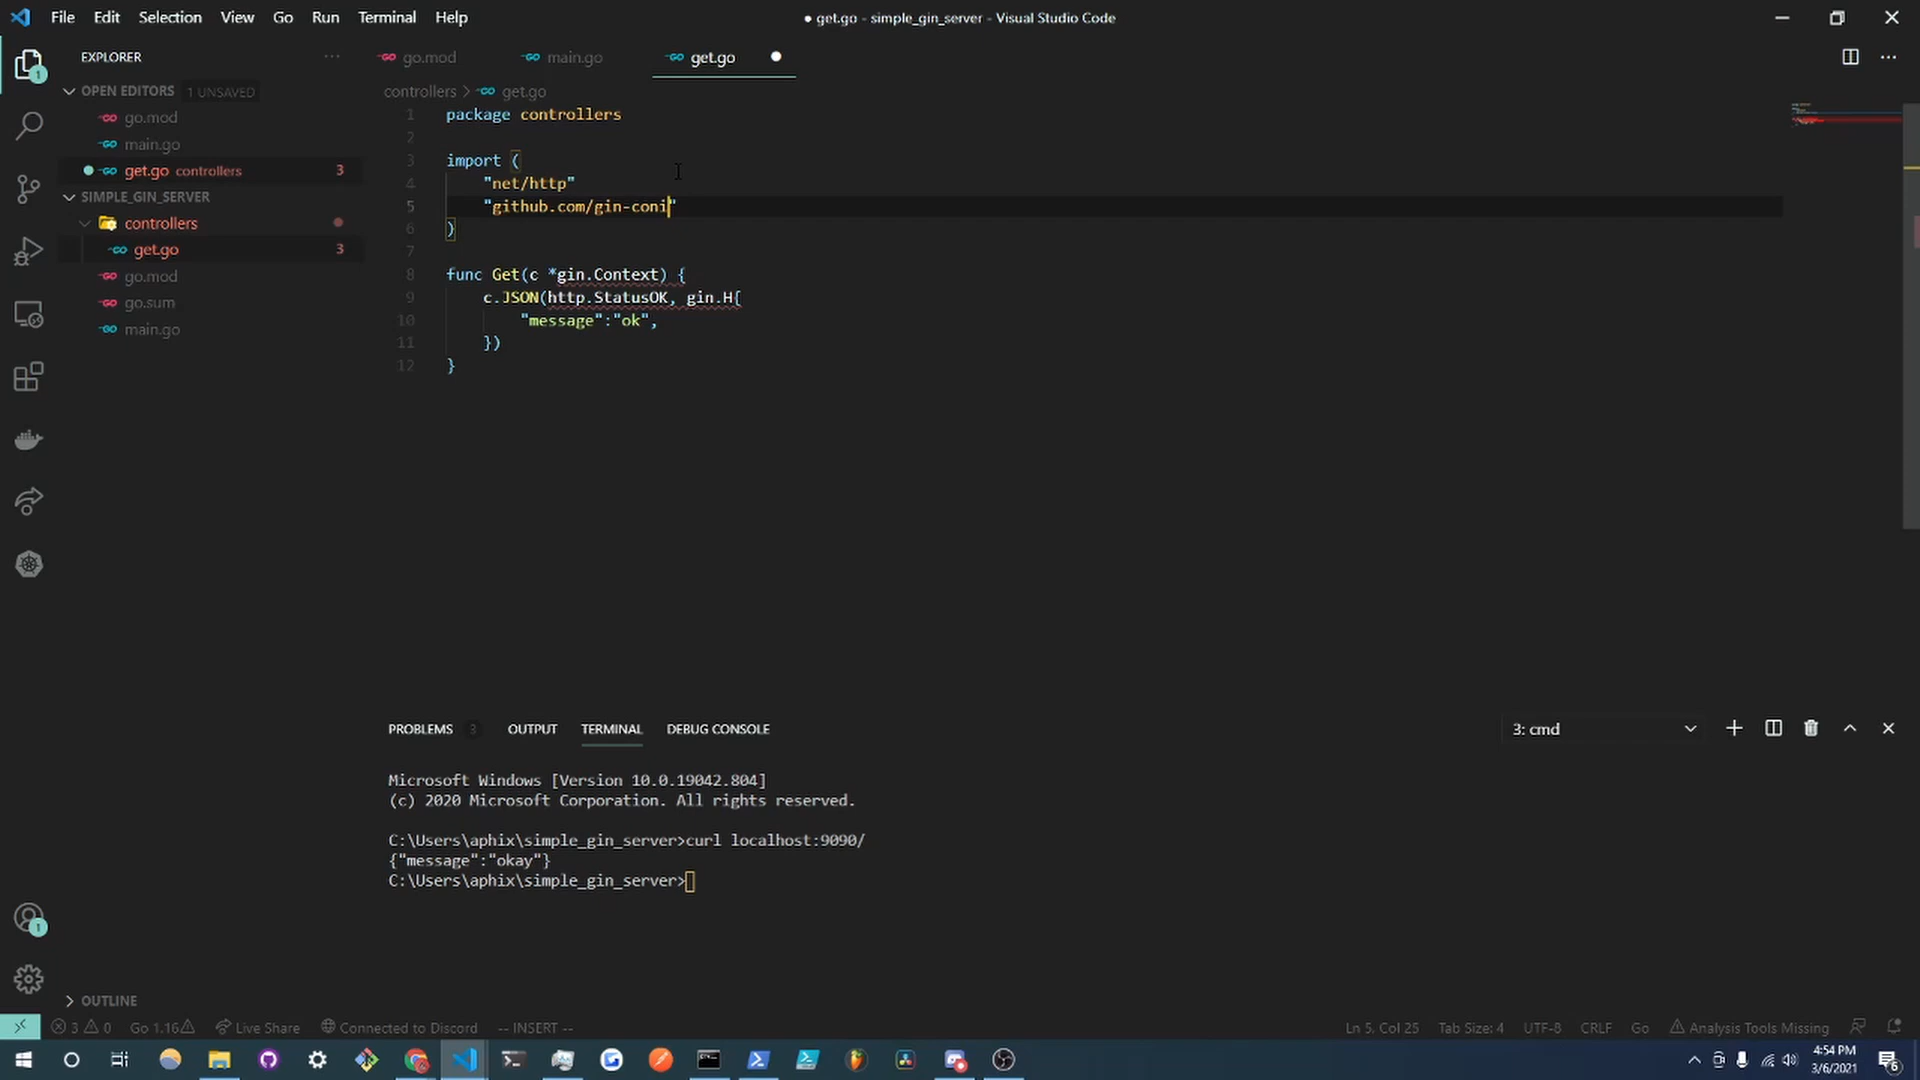 File Edit Selection View Go Run Terminal Help
● get.go - simple_gin_server - Visual Studio Code
EXPLORER
OPEN EDITORS 1 UNSAVED
go.mod
main.go
get.go controllers 3
SIMPLE_GIN_SERVER
controllers
get.go 3
go.mod
go.sum
main.go
OUTLINE
go.mod main.go get.go
controllers > get.go
1 package controllers
2
3 import (
4 "net/http"
5 "github.com/gin-coni"
6 )
7
8 func Get(c *gin.Context) {
9 c.JSON(http.StatusOK, gin.H{
10 "message":"ok",
11 })
12 }
PROBLEMS 3 OUTPUT TERMINAL DEBUG CONSOLE
3: cmd
Microsoft Windows [Version 10.0.19042.804]
(c) 2020 Microsoft Corporation. All rights reserved.
C:\Users\aphix\simple_gin_server>curl localhost:9090/
{"message":"okay"}
C:\Users\aphix\simple_gin_server>
3 0 Go 1.16 Live Share Connected to Discord -- INSERT --
Ln 5, Col 25 Tab Size: 4 UTF-8 CRLF Go Analysis Tools Missing
1
1
4:54 PM
3/6/2021
6